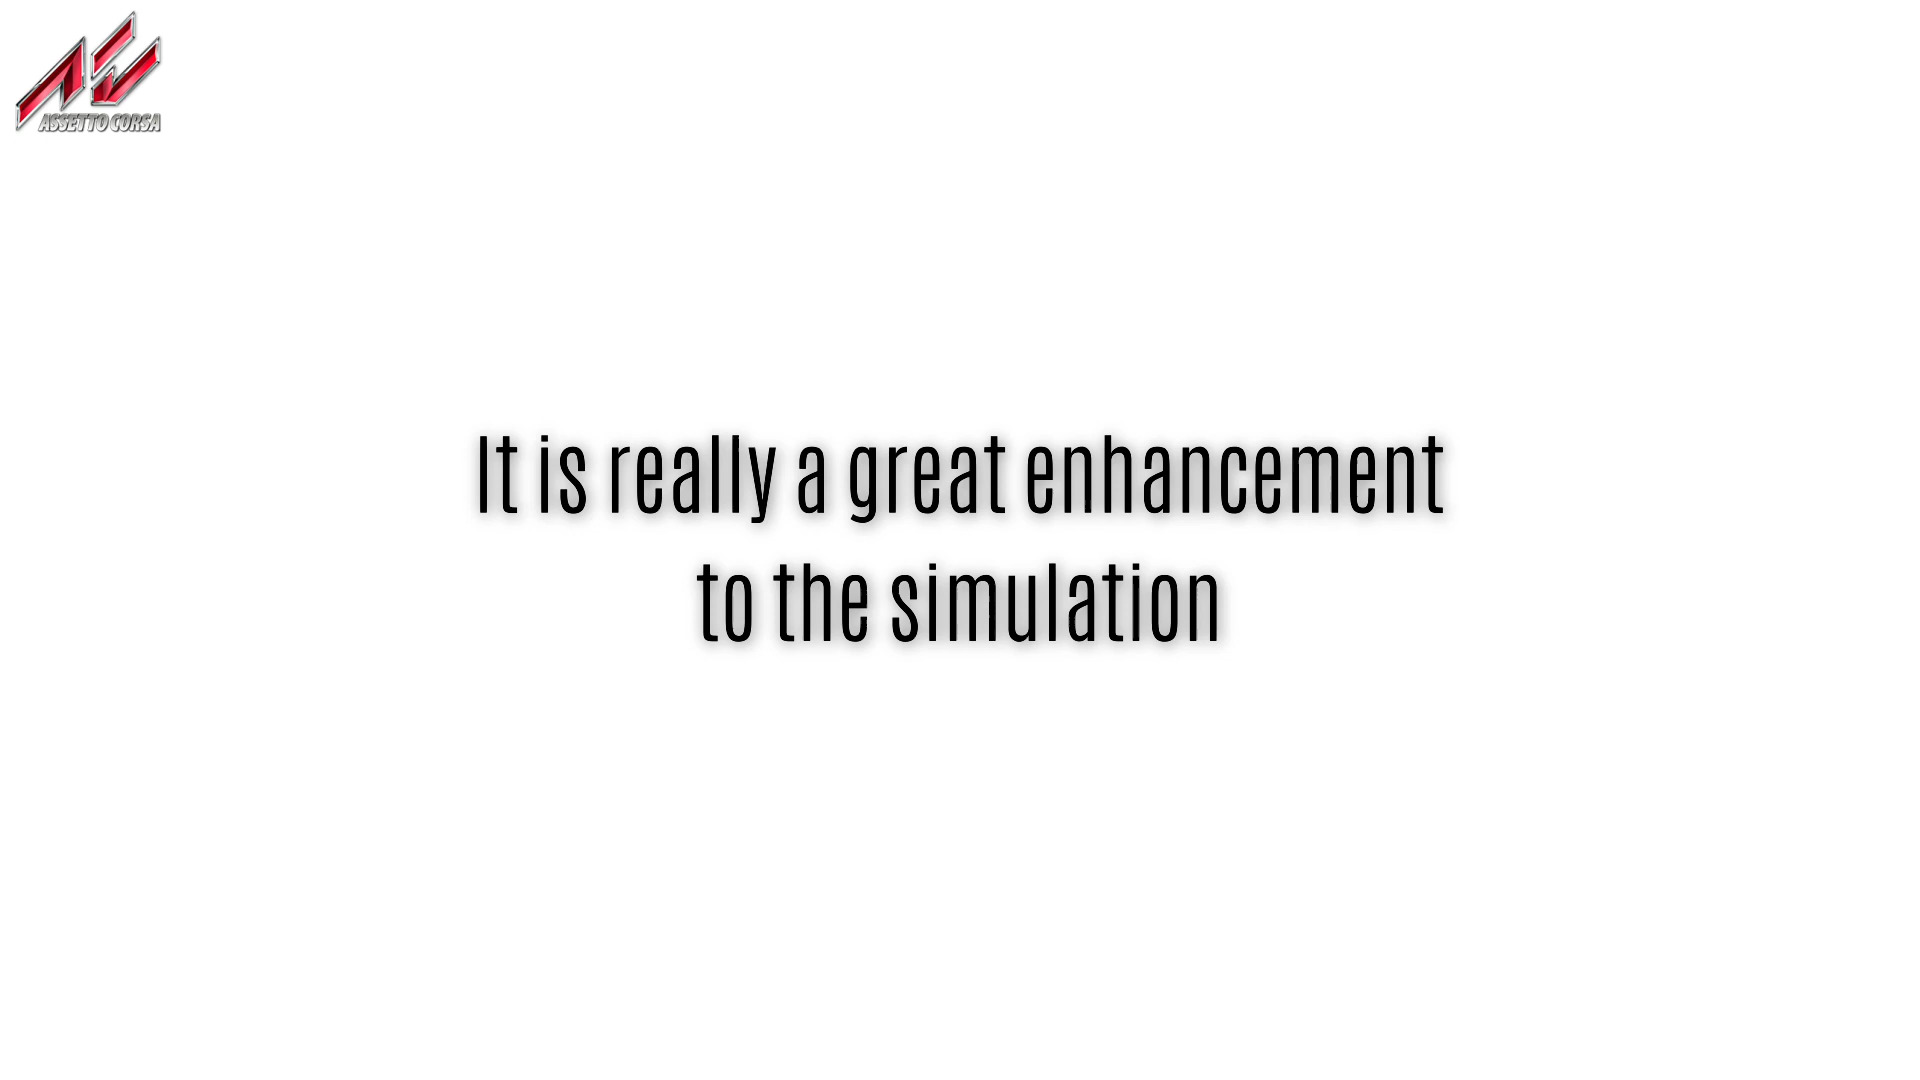 ASSETTO CORSA
It is really a great enhancement
to the simulation